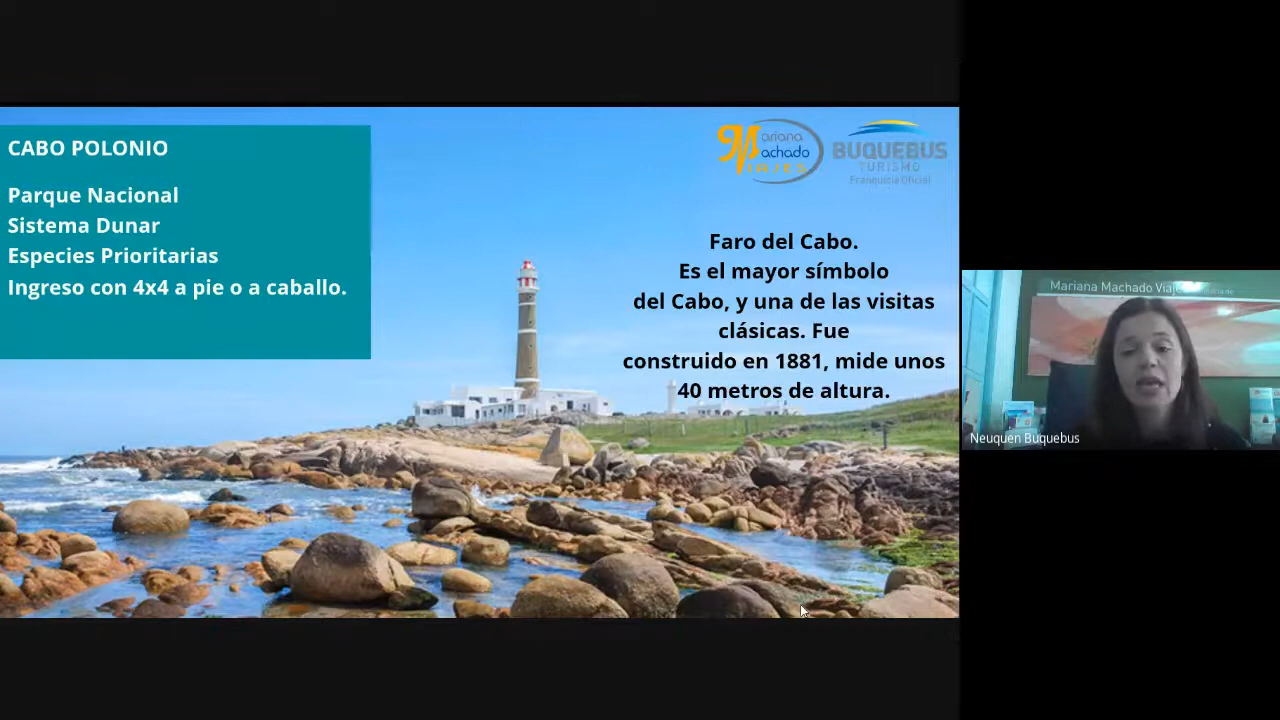 CABO POLONIO
Parque Nacional
Sistema Dunar
Especies Prioritarias
Ingreso con 4x4 a pie o a caballo.
Mariana
Machado
VIAJES
BUQUEBUS
TURISMO
Franquicia Oficial
Faro del Cabo.
Es el mayor símbolo
del Cabo, y una de las visitas
clásicas. Fue
construido en 1881, mide unos
40 metros de altura.
Mariana Machado Viaje
Neuquen Buquebus